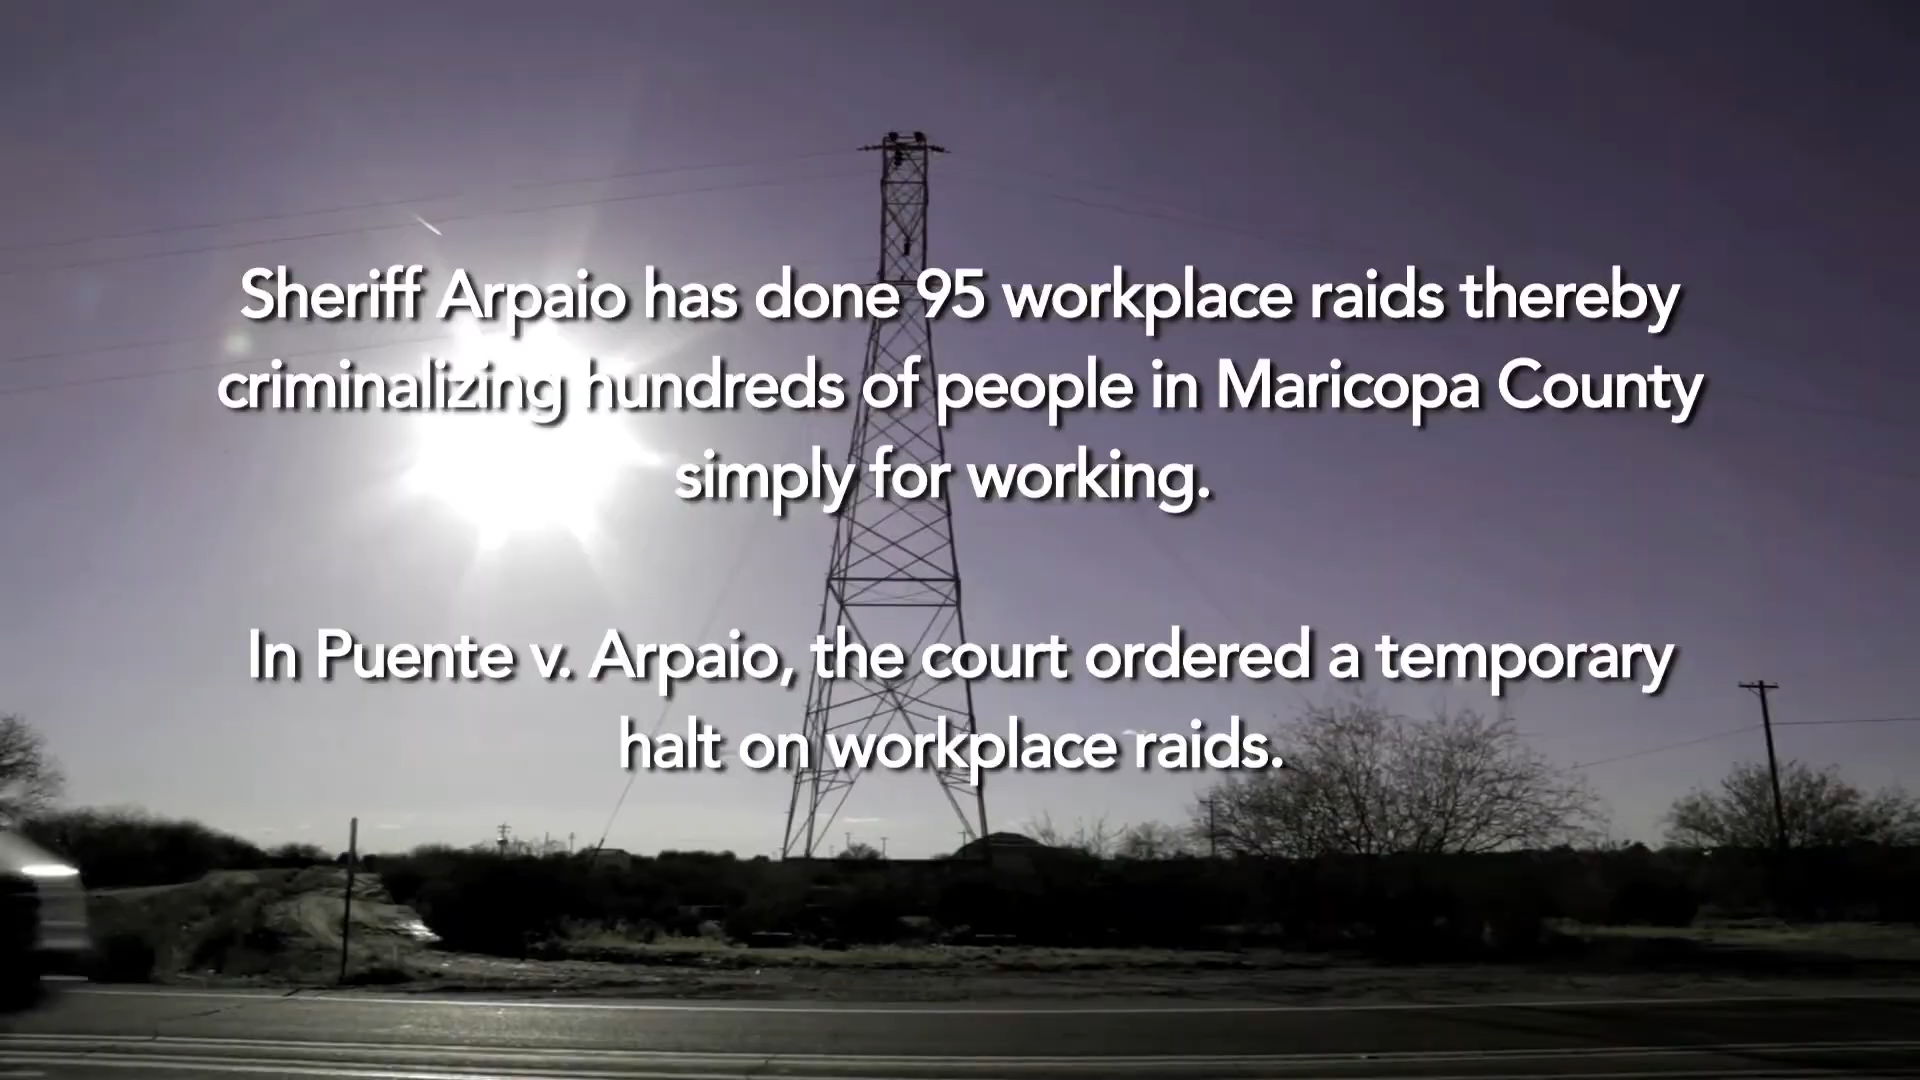 Sheriff Arpaio has done 95 workplace raids thereby
criminalizing hundreds of people in Maricopa County
simply for working.
In Puente v. Arpaio, the court ordered a temporary
halt on workplace raids.